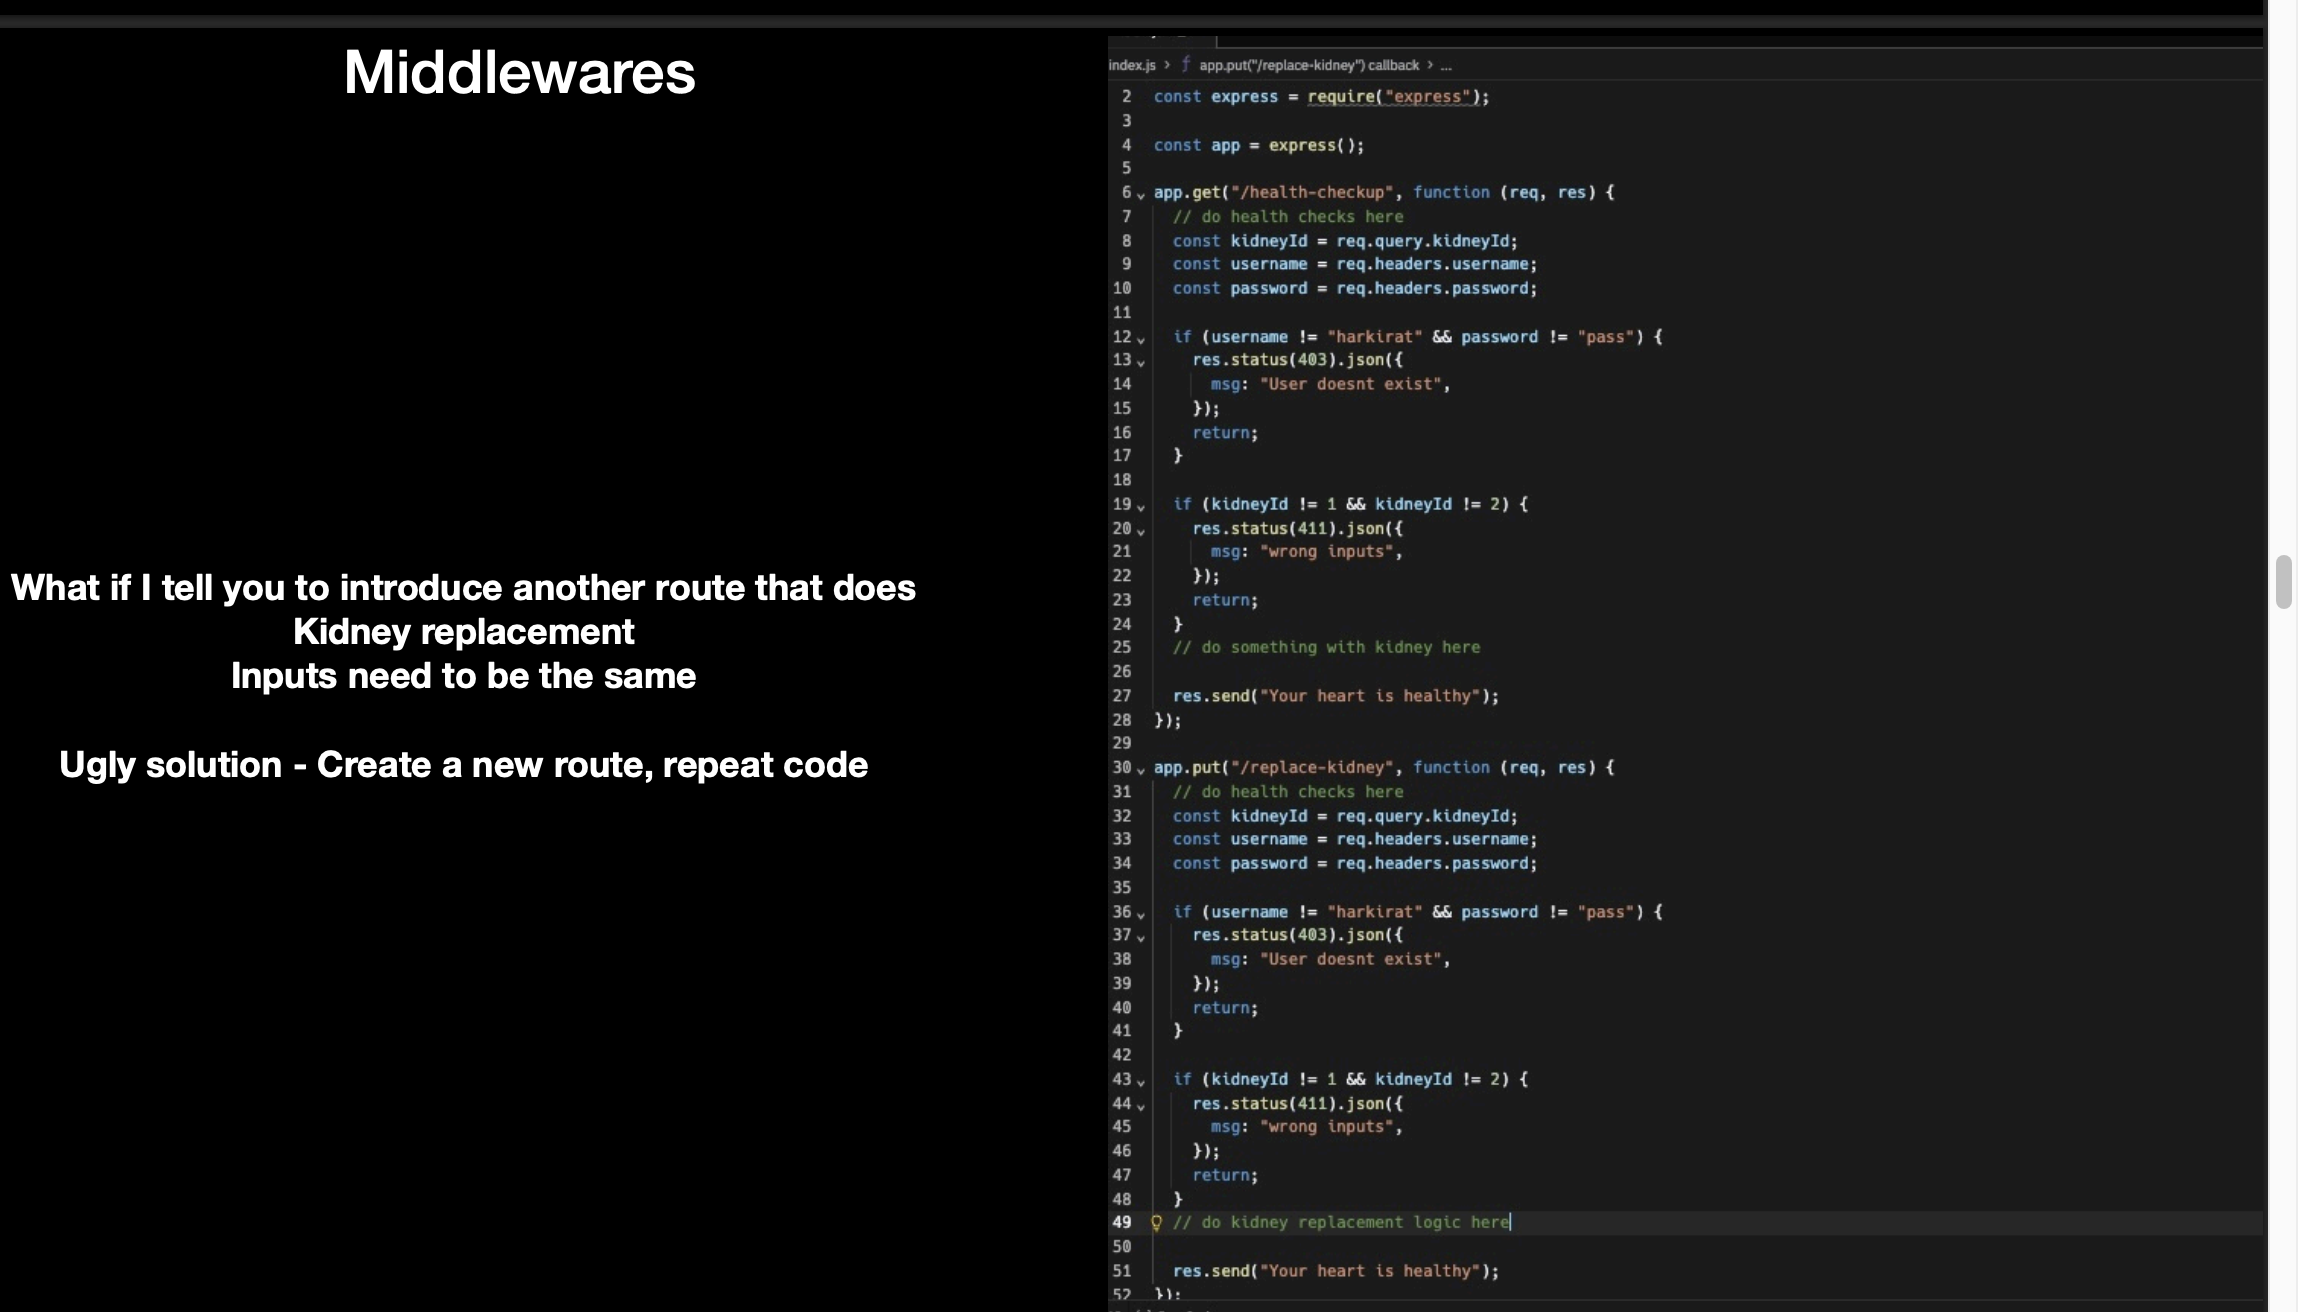 Middlewares
What if I tell you to introduce another route that does
Kidney replacement
Inputs need to be the same
Ugly solution - Create a new route, repeat code
index.js > f app.put("/replace-kidney") callback > ...
2 const express = require("express");
3
4 const app = express();
5
6 app.get("/health-checkup", function (req, res) {
7 // do health checks here
8 const kidneyId = req.query.kidneyId;
9 const username = req.headers.username;
10 const password = req.headers.password;
11
12 if (username != "harkirat" && password != "pass") {
13 res.status(403).json({
14 msg: "User doesnt exist",
15 });
16 return;
17 }
18
19 if (kidneyId != 1 && kidneyId != 2) {
20 res.status(411).json({
21 msg: "wrong inputs",
22 });
23 return;
24 }
25 // do something with kidney here
26
27 res.send("Your heart is healthy");
28 });
29
30 app.put("/replace-kidney", function (req, res) {
31 // do health checks here
32 const kidneyId = req.query.kidneyId;
33 const username = req.headers.username;
34 const password = req.headers.password;
35
36 if (username != "harkirat" && password != "pass") {
37 res.status(403).json({
38 msg: "User doesnt exist",
39 });
40 return;
41 }
42
43 if (kidneyId != 1 && kidneyId != 2) {
44 res.status(411).json({
45 msg: "wrong inputs",
46 });
47 return;
48 }
49 // do kidney replacement logic here
50
51 res.send("Your heart is healthy");
52 });